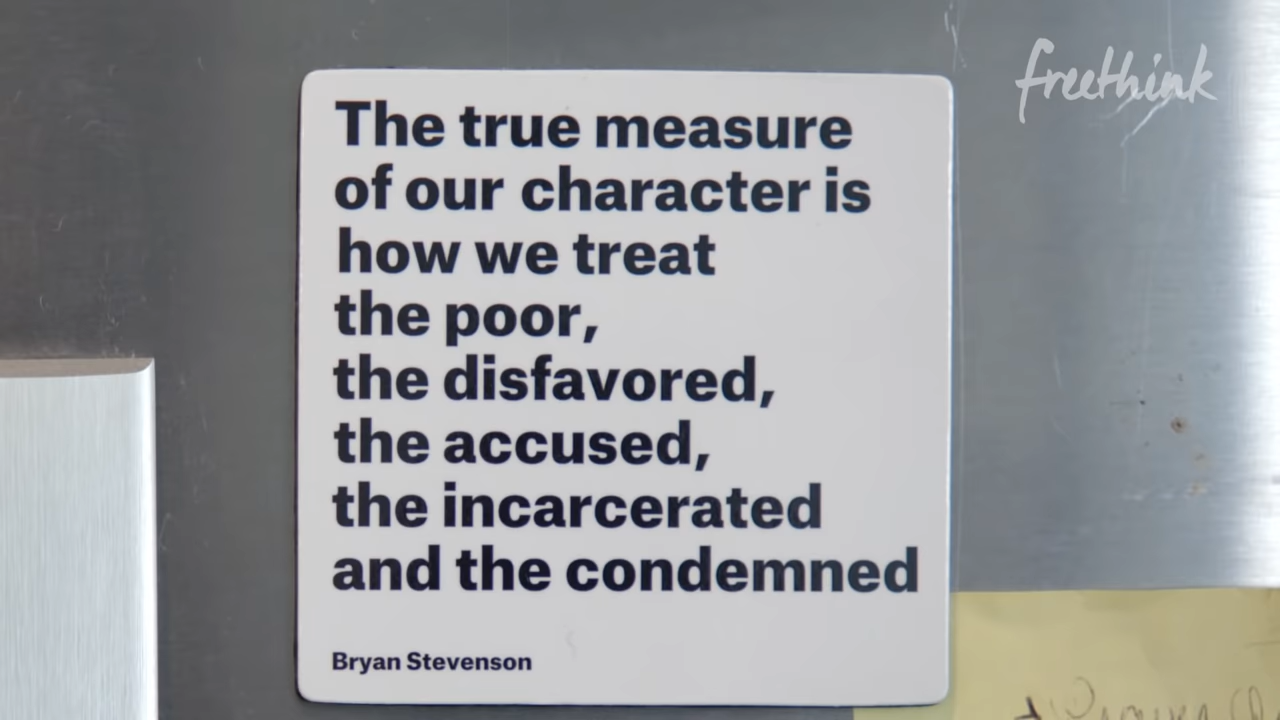 freethink
The true measure
of our character is
how we treat
the poor,
the disfavored,
the accused,
the incarcerated
and the condemned
Bryan Stevenson